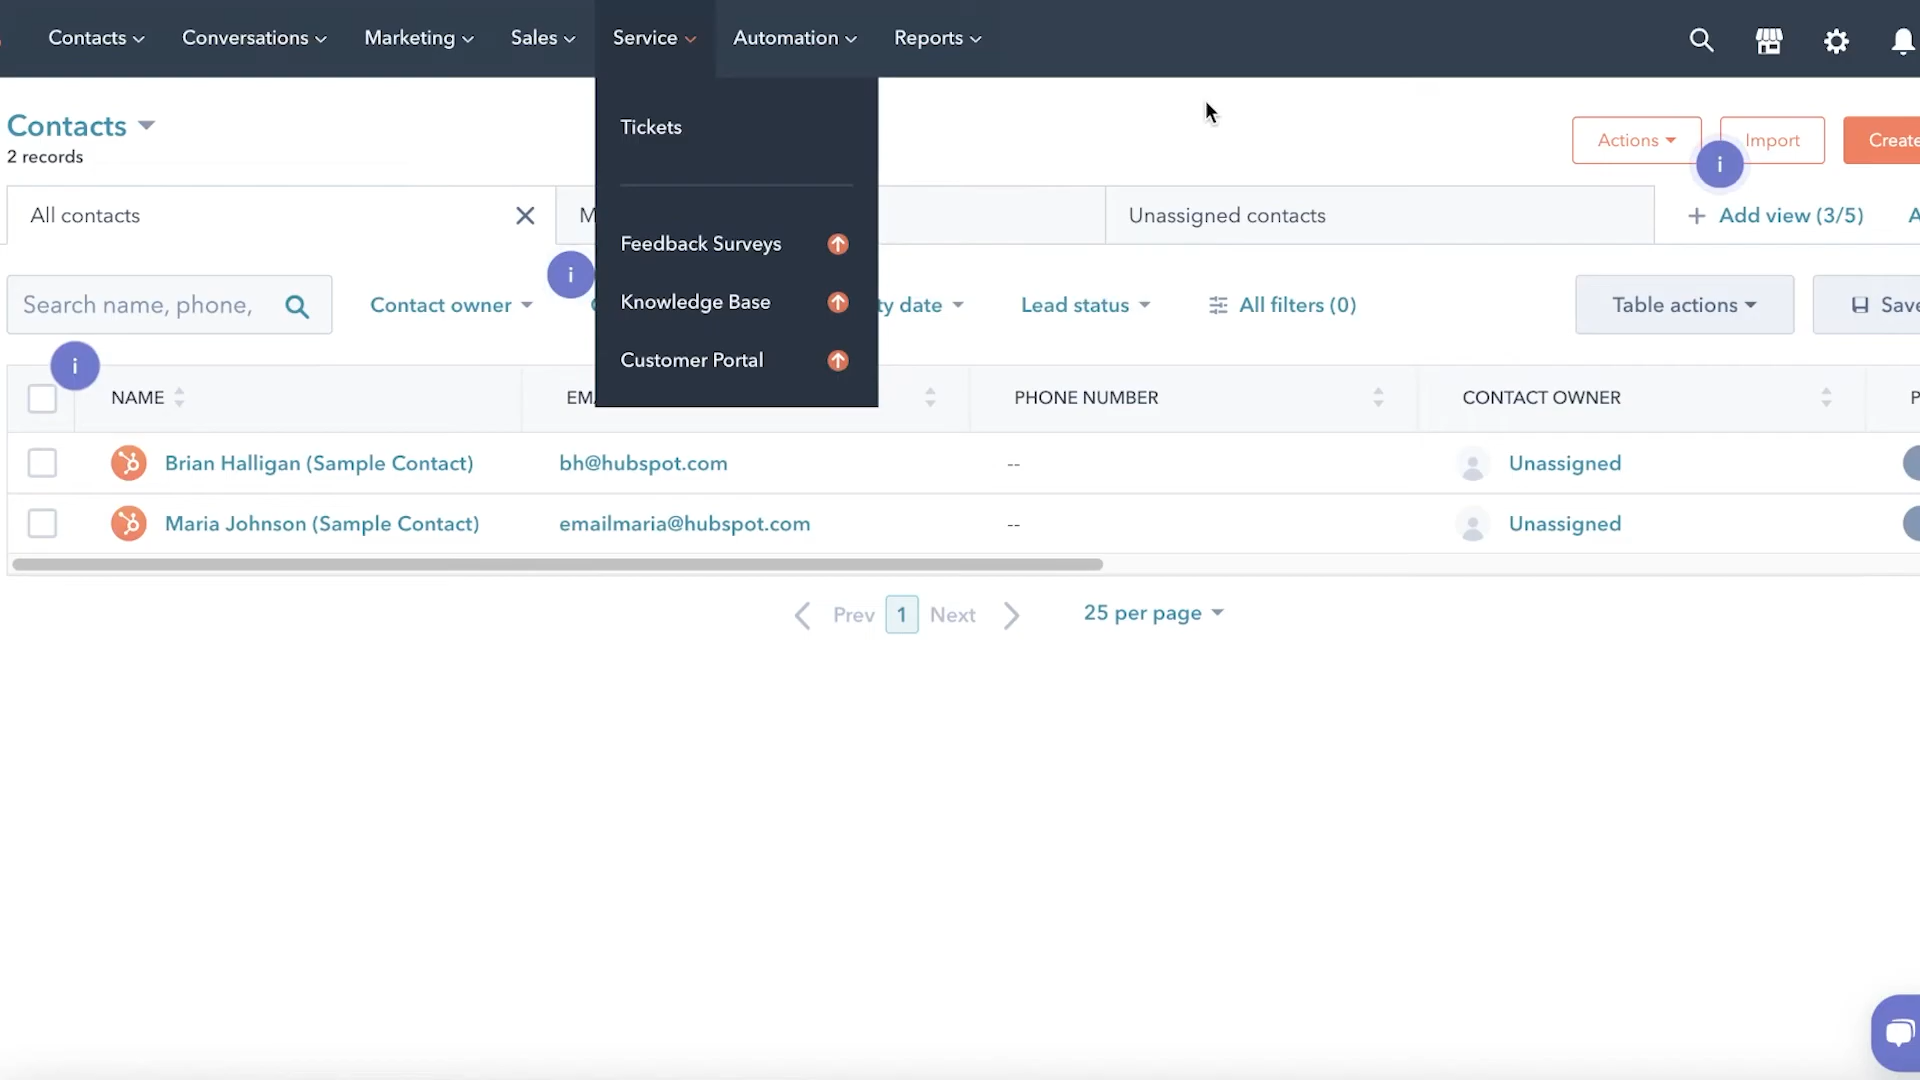 Contacts Conversations Marketing Sales Service Automation Reports
Contacts
2 records
Tickets
Feedback Surveys
Knowledge Base
Customer Portal
Actions Import Create
i
All contacts
M
Unassigned contacts
+ Add view (3/5) A
i
Search name, phone,
Contact owner
ty date
Lead status
All filters (0)
Table actions
Save
i
NAME EMA PHONE NUMBER CONTACT OWNER P
Brian Halligan (Sample Contact) bh@hubspot.com -- Unassigned
Maria Johnson (Sample Contact) emailmaria@hubspot.com -- Unassigned
Prev 1 Next 25 per page